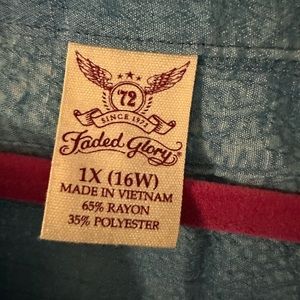 '72
SINCE 1972
Faded Glory
1X (16W)
MADE IN VIETNAM
65% RAYON
35% POLYESTER